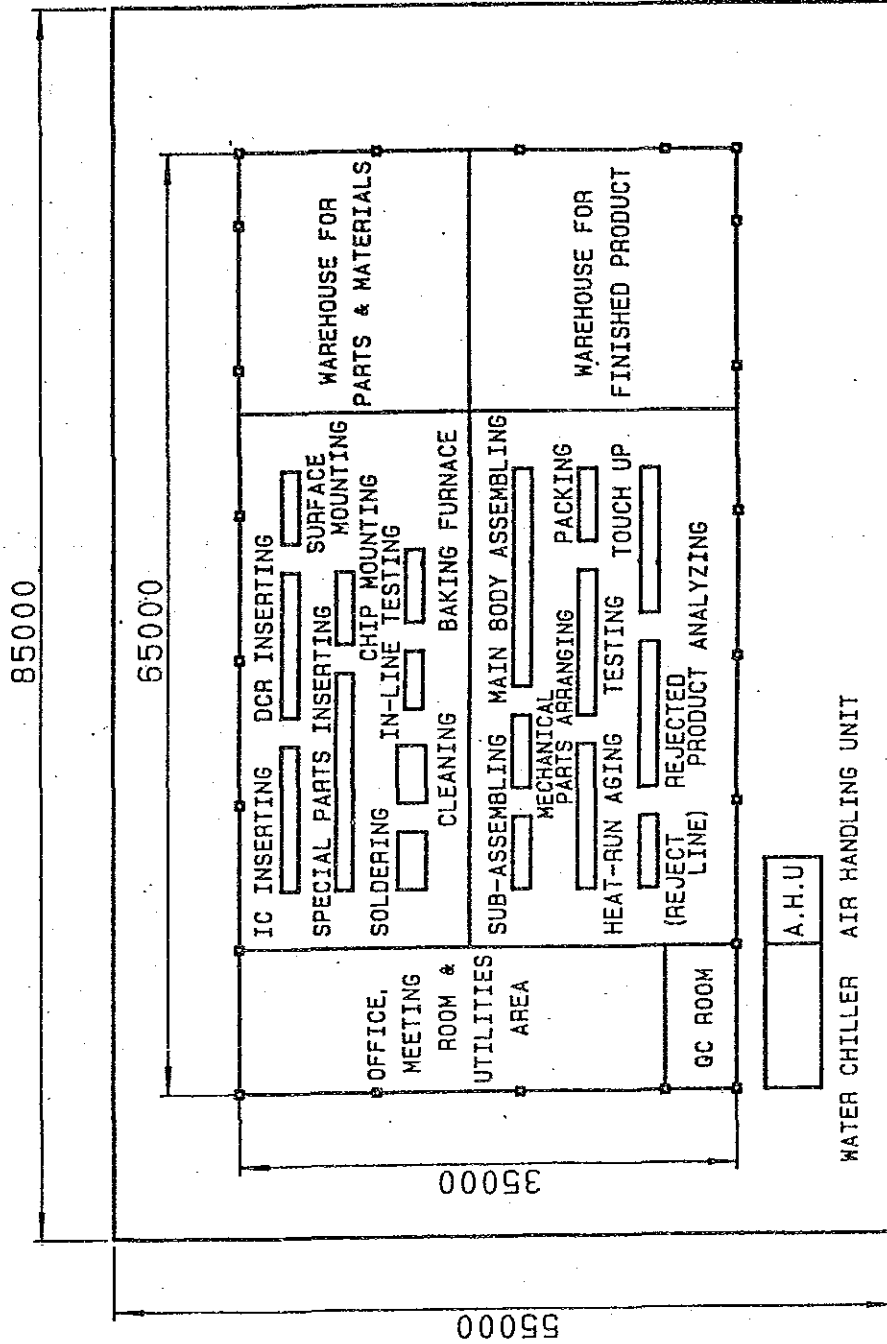 85000
65000
55000
35000
OFFICE,
MEETING
ROOM &
UTILITIES
AREA
QC ROOM
IC INSERTING
DCR INSERTING
SURFACE
MOUNTING
SPECIAL PARTS INSERTING
CHIP MOUNTING
SOLDERING
IN-LINE TESTING
CLEANING
BAKING FURNACE
WAREHOUSE FOR
PARTS & MATERIALS
SUB-ASSEMBLING
MAIN BODY ASSEMBLING
MECHANICAL
PARTS ARRANGING
PACKING
HEAT-RUN AGING
TESTING
TOUCH UP
(REJECT
LINE)
REJECTED
PRODUCT ANALYZING
WAREHOUSE FOR
FINISHED PRODUCT
A.H.U
WATER CHILLER
AIR HANDLING UNIT